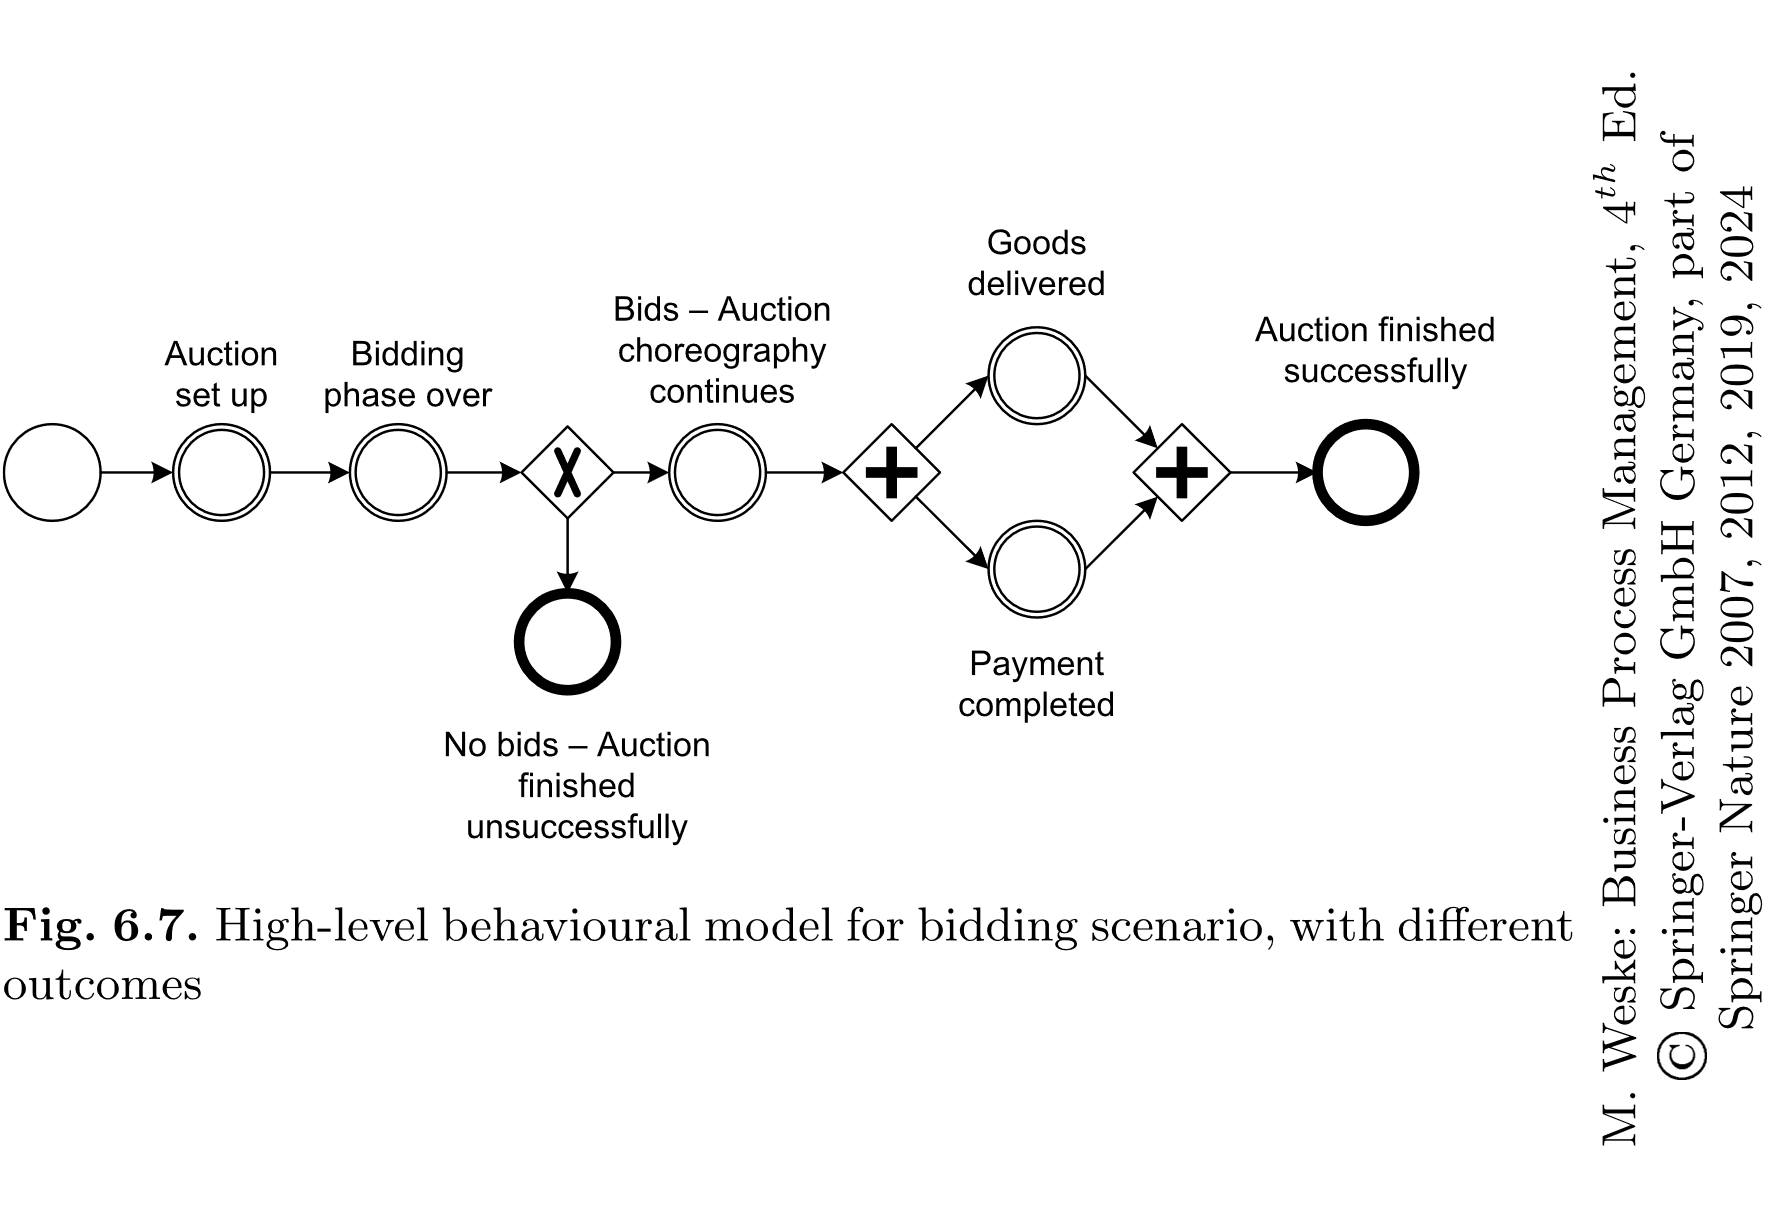 Goods
delivered
Bids – Auction
choreography
continues
Auction finished
successfully
Auction
set up
Bidding
phase over
X
Payment
completed
No bids – Auction
finished
unsuccessfully
Fig. 6.7. High-level behavioural model for bidding scenario, with different
outcomes
M. Weske: Business Process Management, 4th Ed.
© Springer-Verlag GmbH Germany, part of
Springer Nature 2007, 2012, 2019, 2024